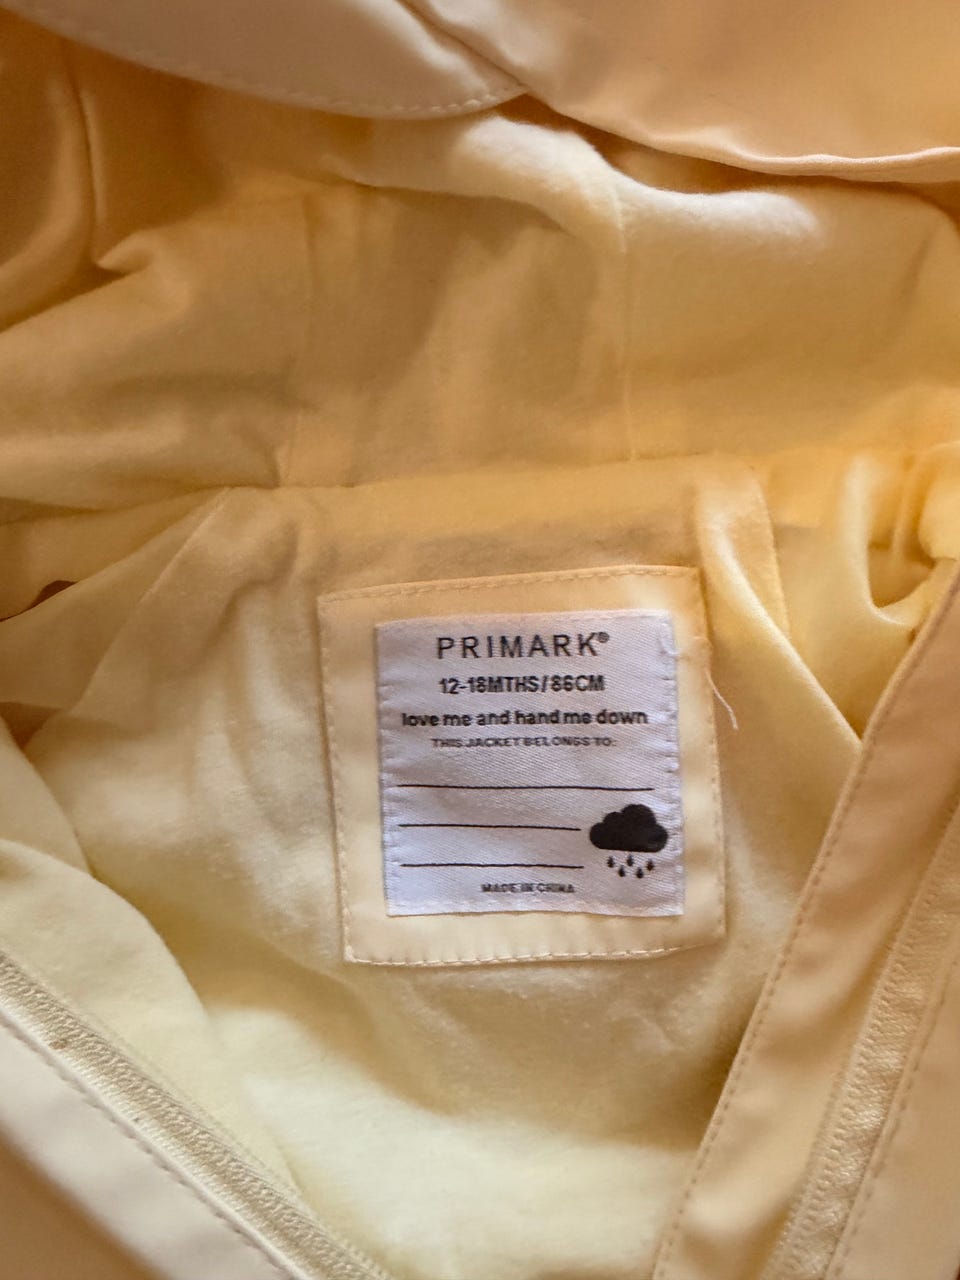 PRIMARK®
12-18MTHS/86CM
love me and hand me down
THIS JACKET BELONGS TO:
MADE IN CHINA